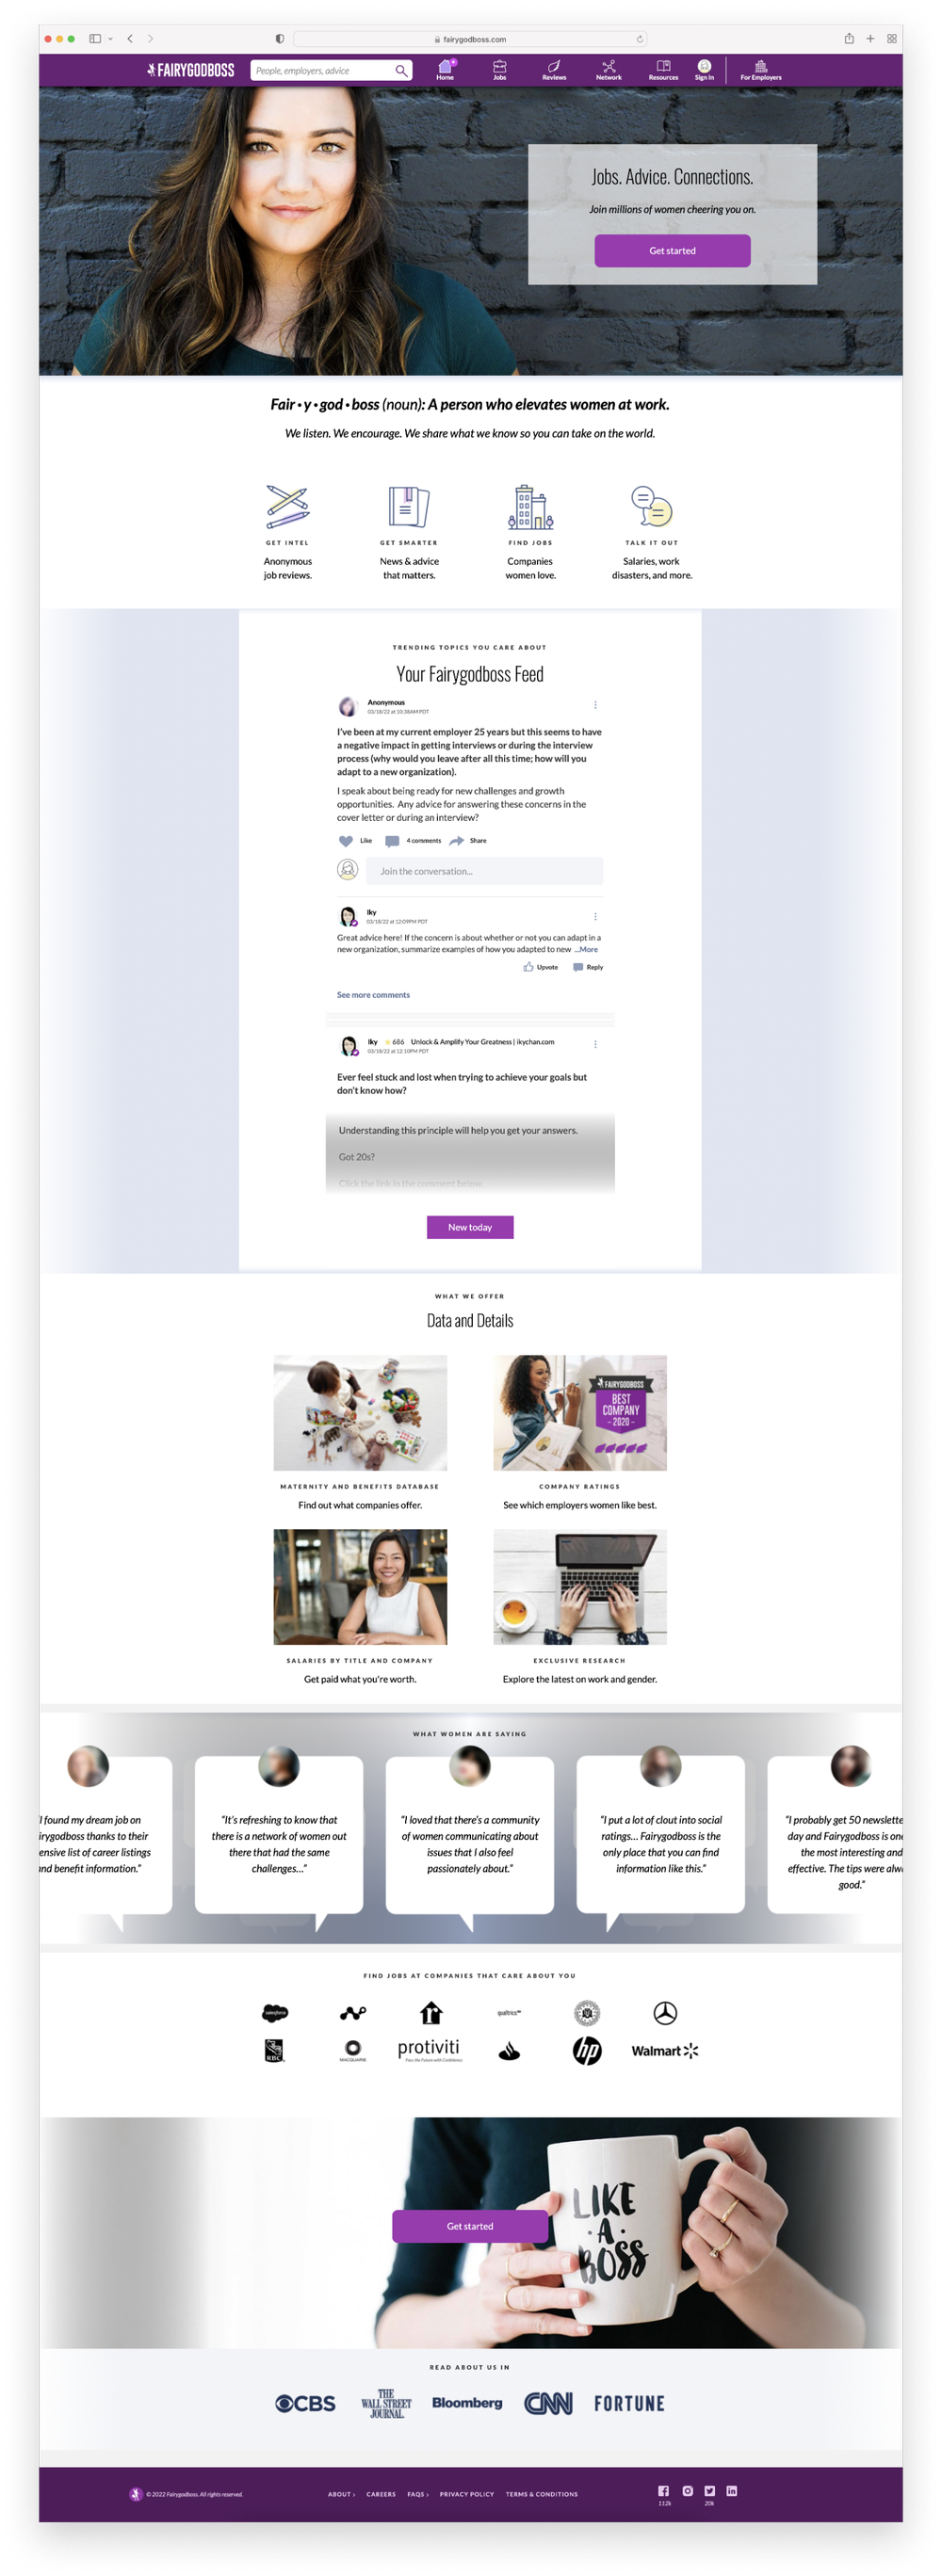 fairygodboss.com
FAIRYGODBOSS
People, employers, advice
Home
Jobs
Reviews
Network
Resources
Sign In
For Employers
Jobs. Advice. Connections.
Join millions of women cheering you on.
Get started
Fair • y • god • boss (noun): A person who elevates women at work.
We listen. We encourage. We share what we know so you can take on the world.
GET INTEL
Anonymous
job reviews.
GET SMARTER
News & advice
that matters.
FIND JOBS
Companies
women love.
TALK IT OUT
Salaries, work
disasters, and more.
TRENDING TOPICS YOU CARE ABOUT
Your Fairygodboss Feed
Anonymous
03/18/22 at 10:38AM PDT
I've been at my current employer 25 years but this seems to have
a negative impact in getting interviews or during the interview
process (why would you leave after all this time; how will you
adapt to a new organization).
I speak about being ready for new challenges and growth
opportunities. Any advice for answering these concerns in the
cover letter or during an interview?
Like
4 comments
Share
Join the conversation...
Iky
03/18/22 at 12:09PM PDT
Great advice here! If the concern is about whether or not you can adapt in a
new organization, summarize examples of how you adapted to new ...More
Upvote
Reply
See more comments
Iky 686 Unlock & Amplify Your Greatness | ikychan.com
03/18/22 at 12:10PM PDT
Ever feel stuck and lost when trying to achieve your goals but
don't know how?
Understanding this principle will help you get your answers.
Got 20s?
Click the link in the comment below.
New today
WHAT WE OFFER
Data and Details
FAIRYGODBOSS
BEST
COMPANY
- 2020 -
MATERNITY AND BENEFITS DATABASE
Find out what companies offer.
COMPANY RATINGS
See which employers women like best.
SALARIES BY TITLE AND COMPANY
Get paid what you're worth.
EXCLUSIVE RESEARCH
Explore the latest on work and gender.
WHAT WOMEN ARE SAYING
I found my dream job on
irygodboss thanks to their
ensive list of career listings
nd benefit information."
"It's refreshing to know that
there is a network of women out
there that had the same
challenges..."
"I loved that there's a community
of women communicating about
issues that I also feel
passionately about."
"I put a lot of clout into social
ratings... Fairygodboss is the
only place that you can find
information like this."
"I probably get 50 newslette
day and Fairygodboss is on
the most interesting and
effective. The tips were alw
good."
FIND JOBS AT COMPANIES THAT CARE ABOUT YOU
salesforce
qualtrics
RBC
MACQUARIE
protiviti
Face the Future with Confidence
hp
Walmart
Get started
LIKE
· A ·
BOSS
READ ABOUT US IN
CBS
THE
WALL STREET
JOURNAL.
Bloomberg
CNN
FORTUNE
© 2022 Fairygodboss. All rights reserved.
ABOUT ›
CAREERS
FAQS ›
PRIVACY POLICY
TERMS & CONDITIONS
112k
20k